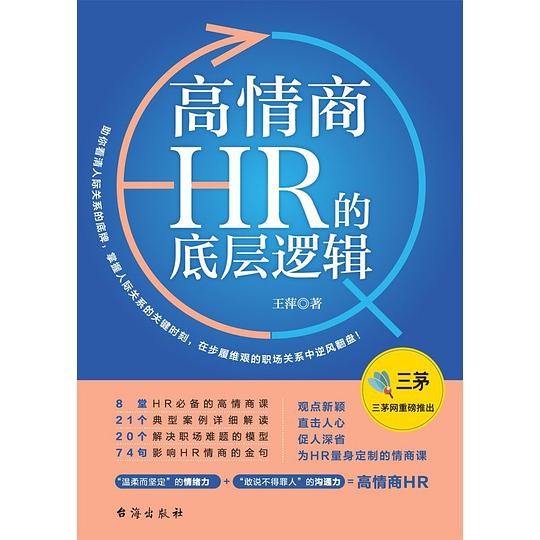 高情商
HR的
底层逻辑
王萍◎著
助你看清人际关系的底牌，掌握人际关系的关键时刻，在步履维艰的职场关系中逆风翻盘！
三茅
三茅网重磅推出
8 堂 HR必备的高情商课
21个 典型案例详细解读
20个 解决职场难题的模型
74句 影响HR情商的金句
观点新颖
直击人心
促人深省
为HR量身定制的情商课
“温柔而坚定”的情绪力 + “敢说不得罪人”的沟通力 = 高情商HR
台海出版社